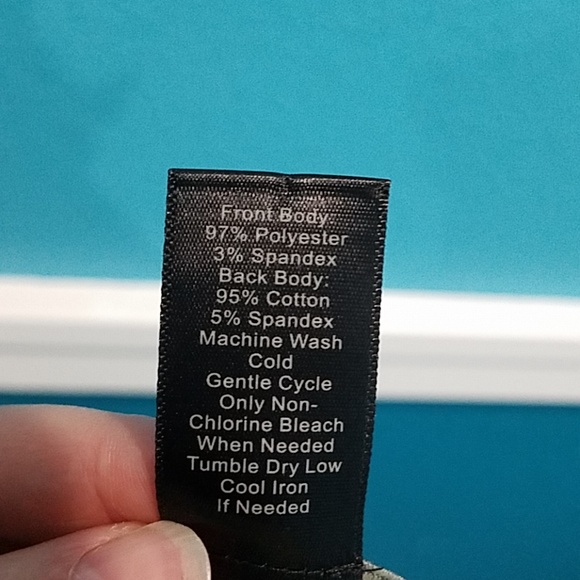 Front Body
97% Polyester
3% Spandex
Back Body:
95% Cotton
5% Spandex
Machine Wash
Cold
Gentle Cycle
Only Non-
Chlorine Bleach
When Needed
Tumble Dry Low
Cool Iron
If Needed